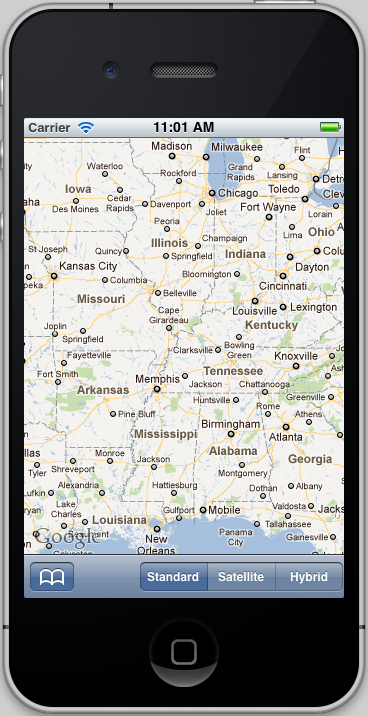 Carrier 11:01 AM
Madison Milwaukee
Waterloo Grand Rapids Flint
Rockford Lansing
Iowa Toledo
Chicago
Des Moines Cedar Rapids Davenport Joliet Fort Wayne
Lorain
Peoria Lima Ohio
Illinois Champaign
St Joseph Quincy Springfield Indiana
Dayton
Kansas City Bloomington
Columbia Cincinnati
Missouri Belleville
Cape Girardeau Louisville Lexington
Kentucky
Joplin Springfield
Bowling Green
Clarksville
Fayetteville Knoxville
Fort Smith Memphis Tennessee
Arkansas Jackson Chattanooga
Huntsville Greenville
Rome
Pine Bluff Athens
Birmingham
Mississippi Atlanta
Alabama
Monroe Jackson Georgia
Tyler Shreveport Montgomery
Alexandria Hattiesburg Dothan Albany
Lake Charles Gulfport Mobile Valdosta
Louisiana Tallahassee
Google New Orleans Panama City Gainesville
Standard Satellite Hybrid